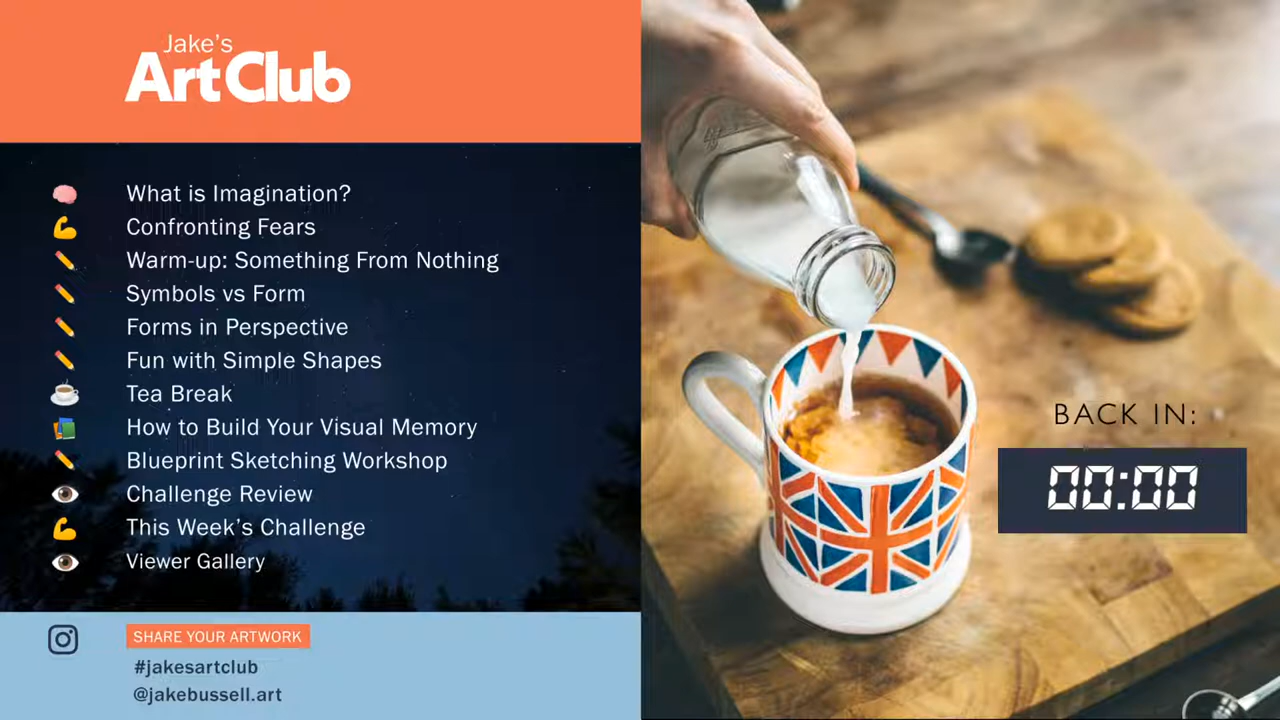 Jake's
ArtClub
What is Imagination?
Confronting Fears
Warm-up: Something From Nothing
Symbols vs Form
Forms in Perspective
Fun with Simple Shapes
Tea Break
How to Build Your Visual Memory
Blueprint Sketching Workshop
Challenge Review
This Week's Challenge
Viewer Gallery
SHARE YOUR ARTWORK
#jakesartclub
@jakebussell.art
BACK IN:
00:00